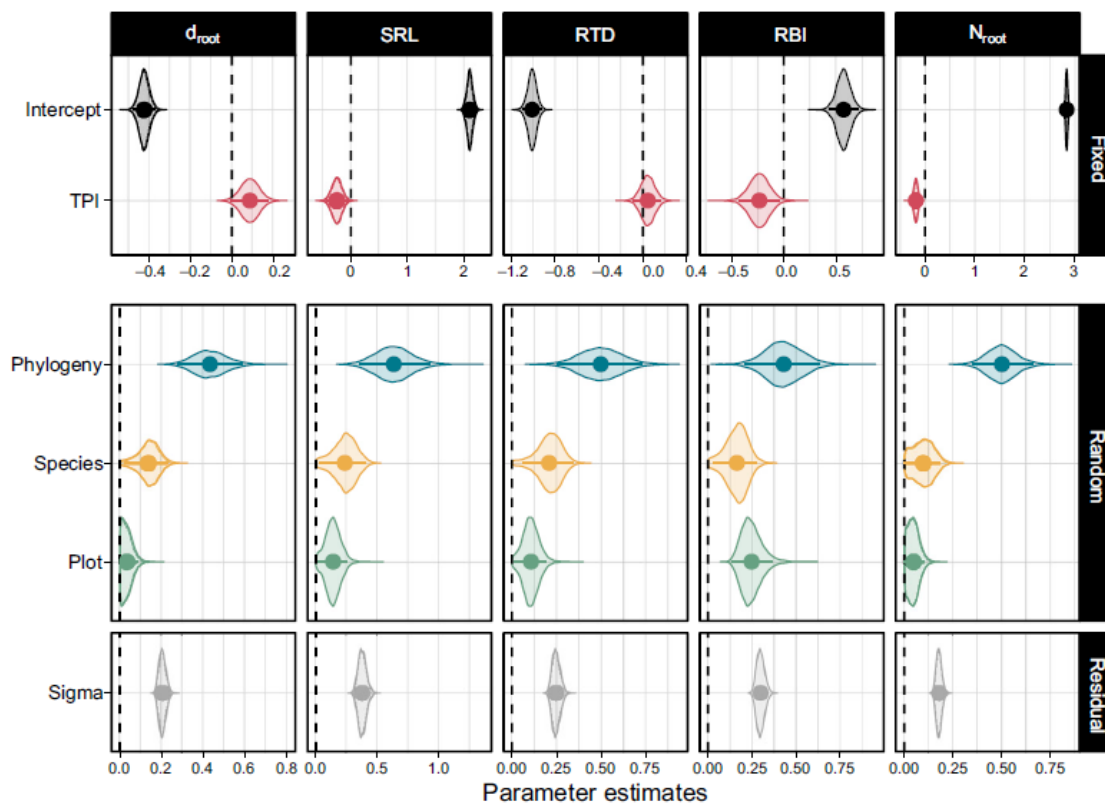 d_root SRL RTD RBI N_root
Intercept
TPI
Fixed
−0.4 −0.2 0.0 0.2 0 1 2 −1.2 −0.8 −0.4 0.0 0.4 −0.5 0.0 0.5 0 1 2 3
Phylogeny
Species
Plot
Random
Sigma
Residual
0.0 0.2 0.4 0.6 0.8 0.0 0.5 1.0 0.00 0.25 0.50 0.75 0.00 0.25 0.50 0.75 0.00 0.25 0.50 0.75
Parameter estimates